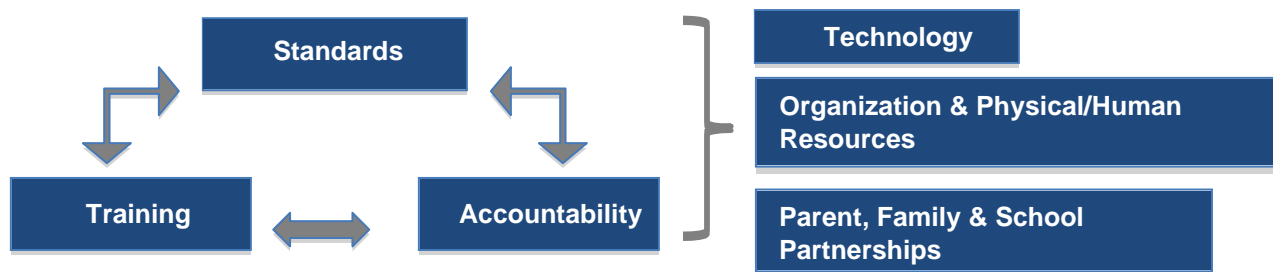 Standards
Training
Accountability
Technology
Organization & Physical/Human
Resources
Parent, Family & School
Partnerships